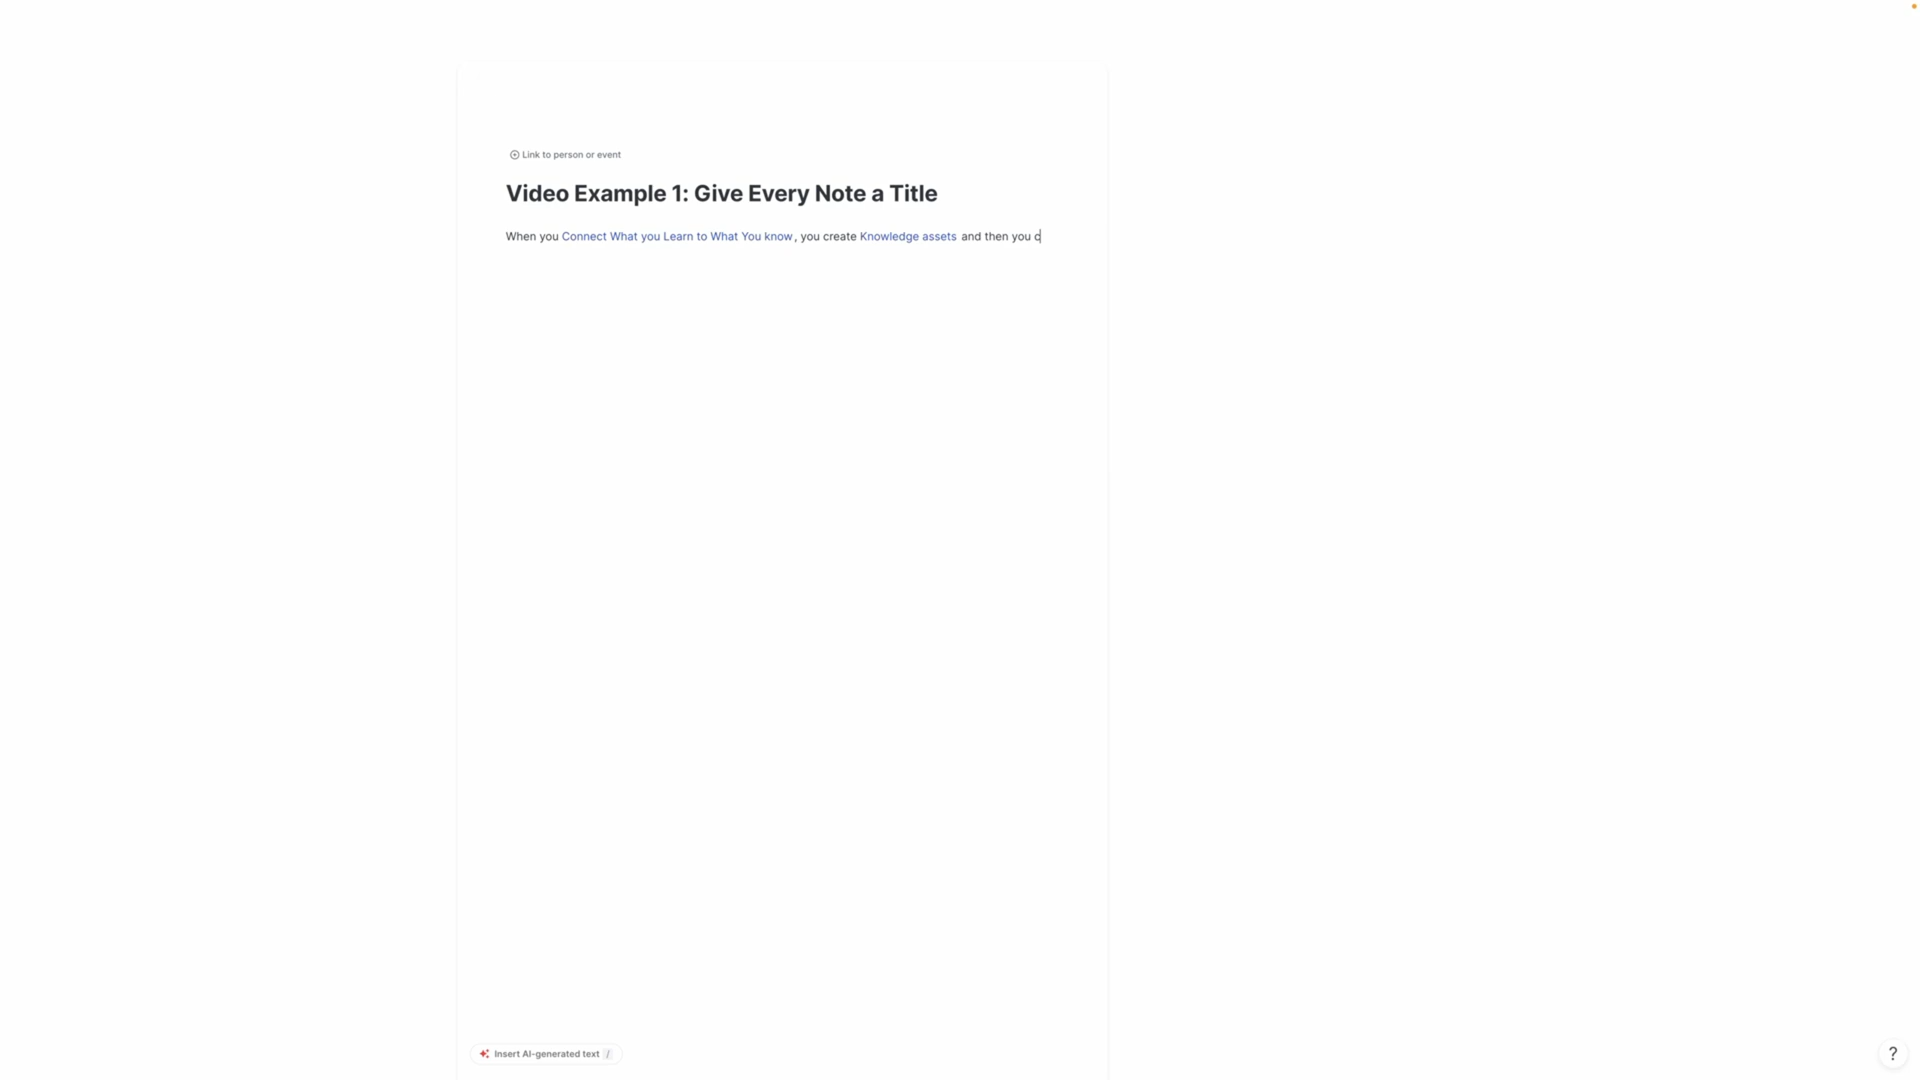 Link to person or event
Video Example 1: Give Every Note a Title
When you Connect What you Learn to What You know, you create Knowledge assets and then you c
Insert AI-generated text /
?